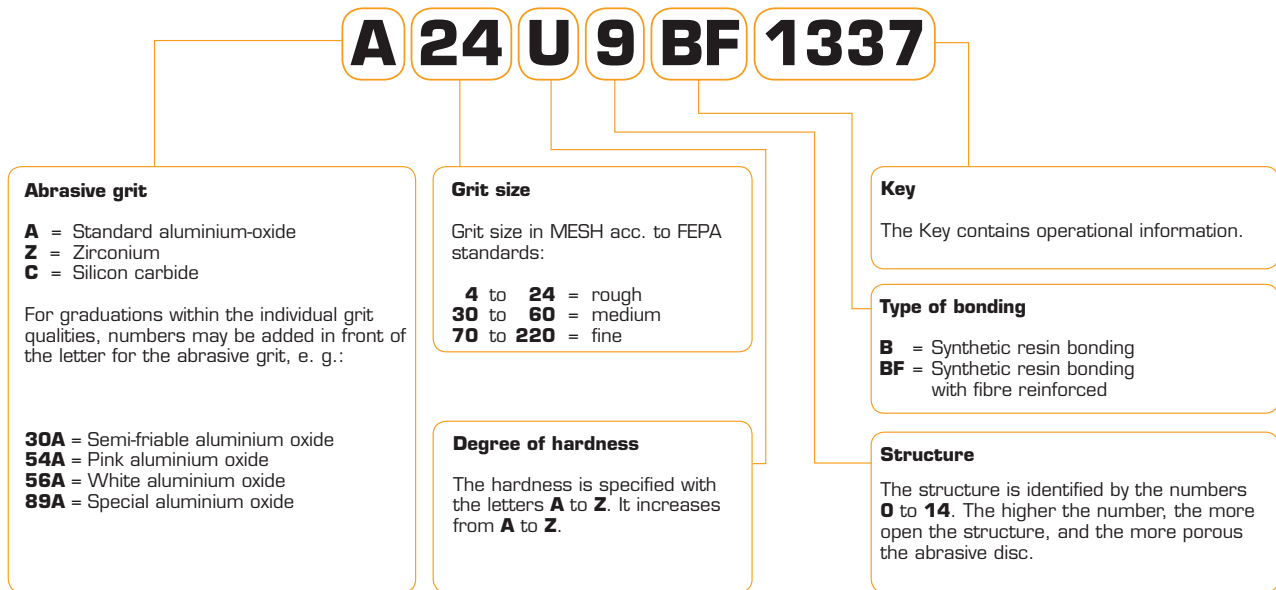 A 24 U 9 BF 1337
Abrasive grit
A = Standard aluminium-oxide
Z = Zirconium
C = Silicon carbide
For graduations within the individual grit
qualities, numbers may be added in front of
the letter for the abrasive grit, e. g.:
30A = Semi-friable aluminium oxide
54A = Pink aluminium oxide
56A = White aluminium oxide
89A = Special aluminium oxide
Grit size
Grit size in MESH acc. to FEPA
standards:
4 to 24 = rough
30 to 60 = medium
70 to 220 = fine
Degree of hardness
The hardness is specified with
the letters A to Z. It increases
from A to Z.
Key
The Key contains operational information.
Type of bonding
B = Synthetic resin bonding
BF = Synthetic resin bonding
with fibre reinforced
Structure
The structure is identified by the numbers
0 to 14. The higher the number, the more
open the structure, and the more porous
the abrasive disc.